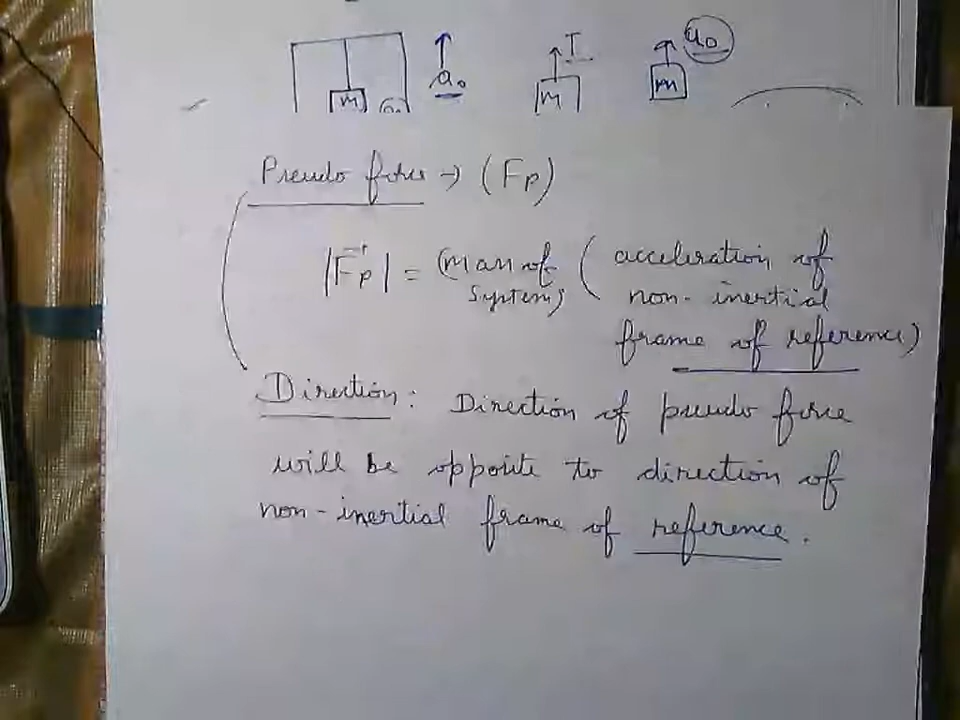 m a₀ T m m a₀
Pseudo force → (Fp)
|F⃗p| = (mass of system) (acceleration of
non-inertial
frame of reference)
Direction: Direction of pseudo force
will be opposite to direction of
non-inertial frame of reference.